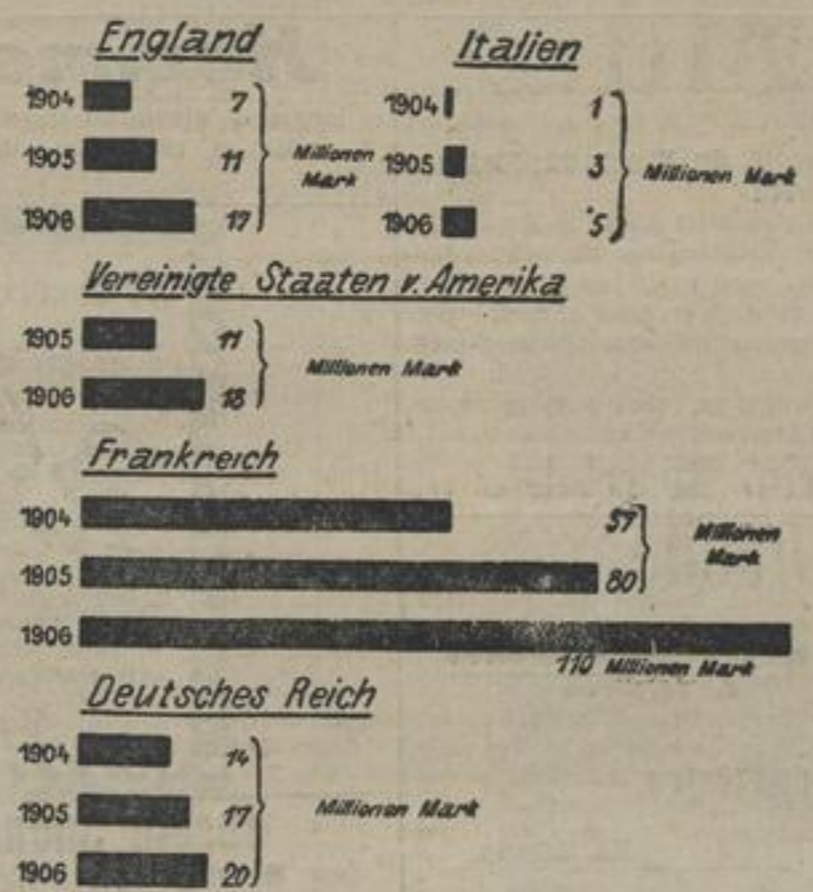 England
1904 7
1905 11
1906 17
Millionen
Mark
Italien
1904 1
1905 3
1906 5
Millionen Mark
Vereinigte Staaten v. Amerika
1905 11
1906 18
Millionen Mark
Frankreich
1904 57
1905 80
Millionen
Mark
1906
110 Millionen Mark
Deutsches Reich
1904 14
1905 17
1906 20
Millionen Mark